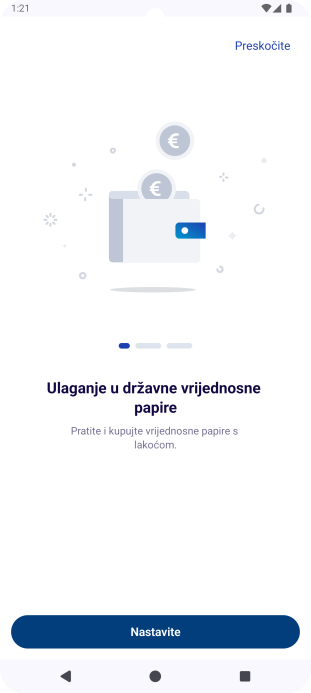 1:21
Preskočite
€
€
Ulaganje u državne vrijednosne
papire
Pratite i kupujte vrijednosne papire s
lakoćom.
Nastavite